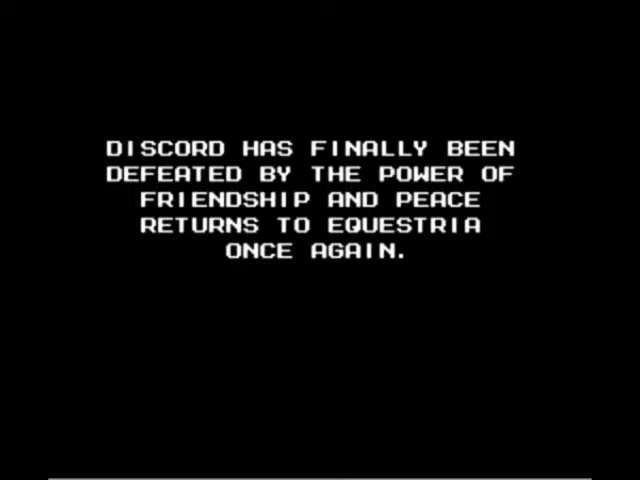 DISCORD HAS FINALLY BEEN
DEFEATED BY THE POWER OF
FRIENDSHIP AND PEACE
RETURNS TO EQUESTRIA
ONCE AGAIN.